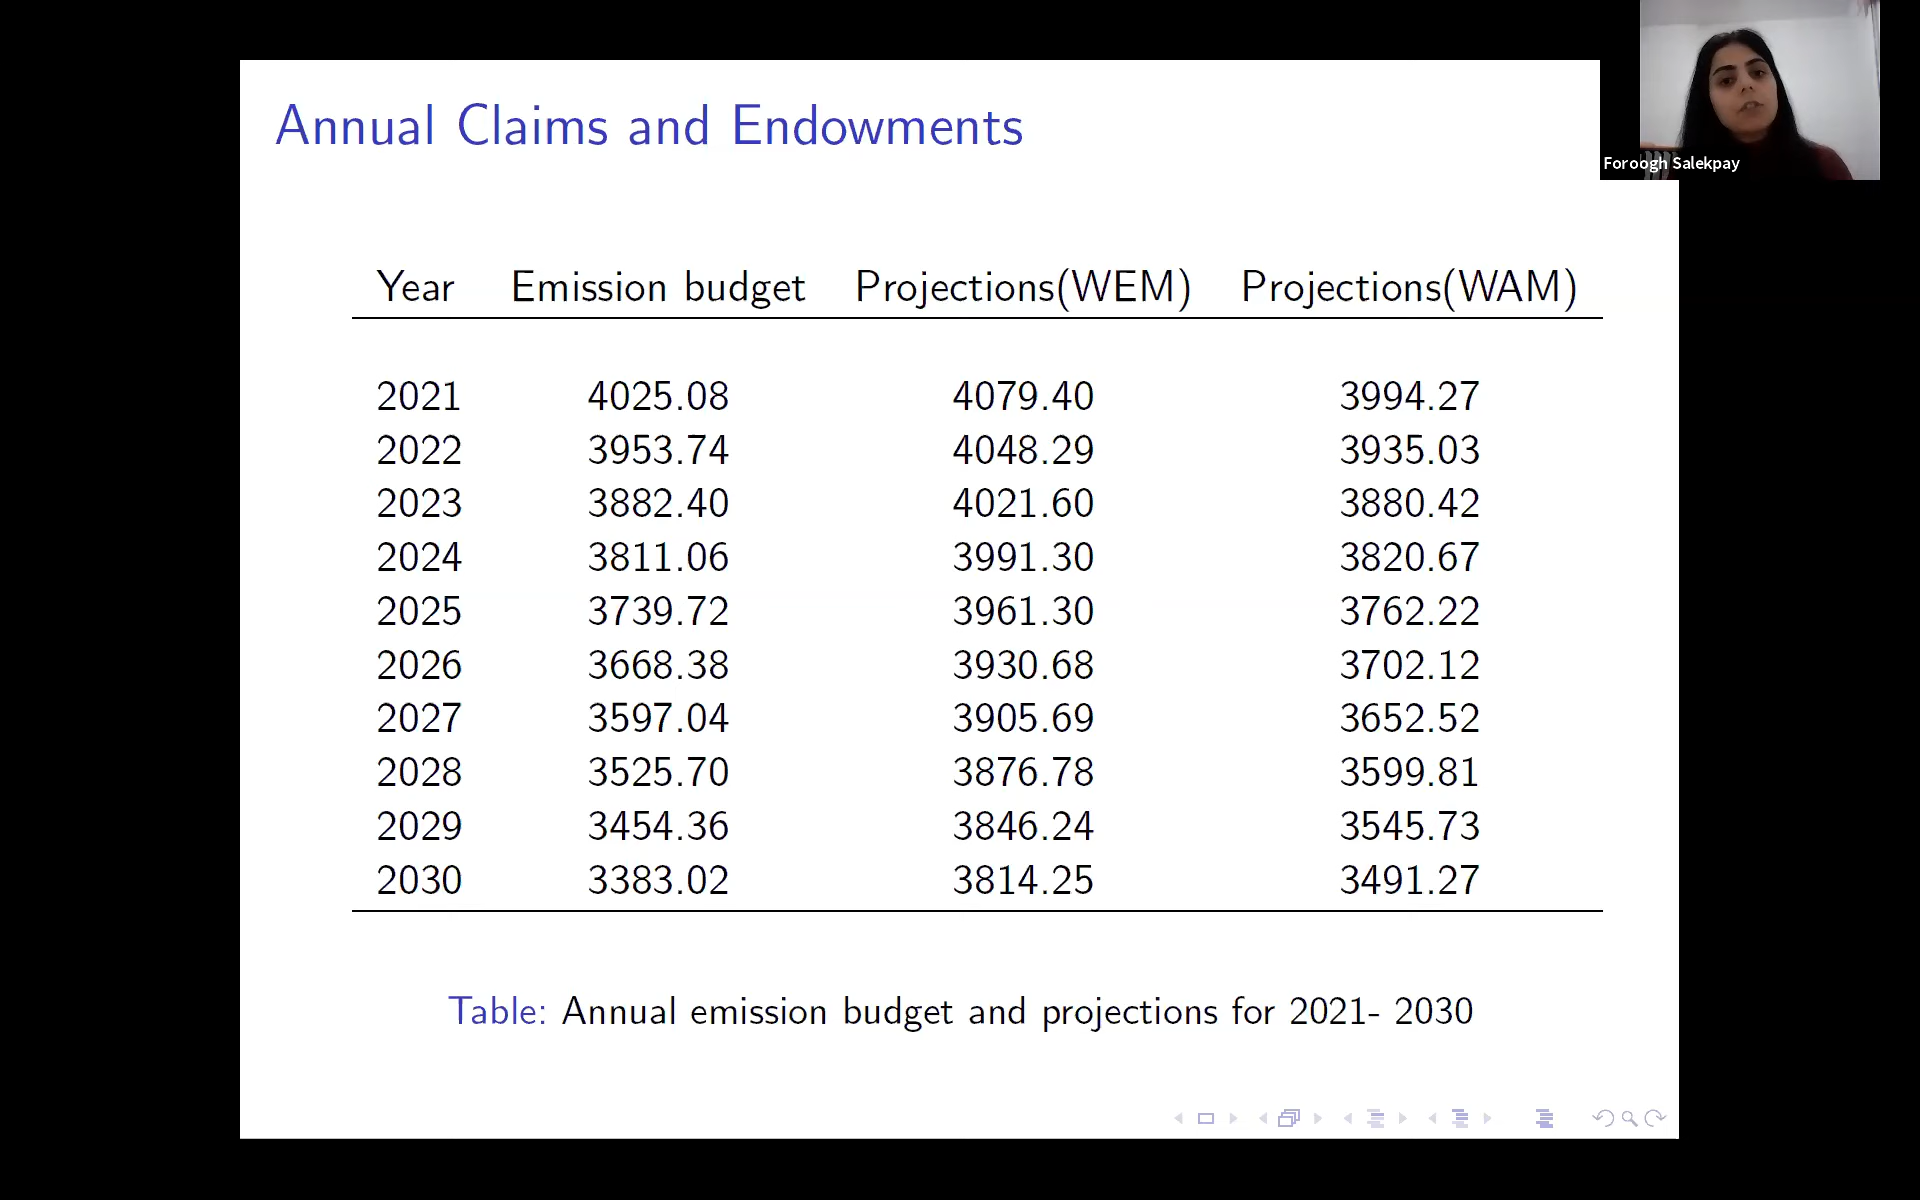 Annual Claims and Endowments
Foroogh Salekpay
Year Emission budget Projections(WEM) Projections(WAM)
2021 4025.08 4079.40 3994.27
2022 3953.74 4048.29 3935.03
2023 3882.40 4021.60 3880.42
2024 3811.06 3991.30 3820.67
2025 3739.72 3961.30 3762.22
2026 3668.38 3930.68 3702.12
2027 3597.04 3905.69 3652.52
2028 3525.70 3876.78 3599.81
2029 3454.36 3846.24 3545.73
2030 3383.02 3814.25 3491.27
Table: Annual emission budget and projections for 2021- 2030